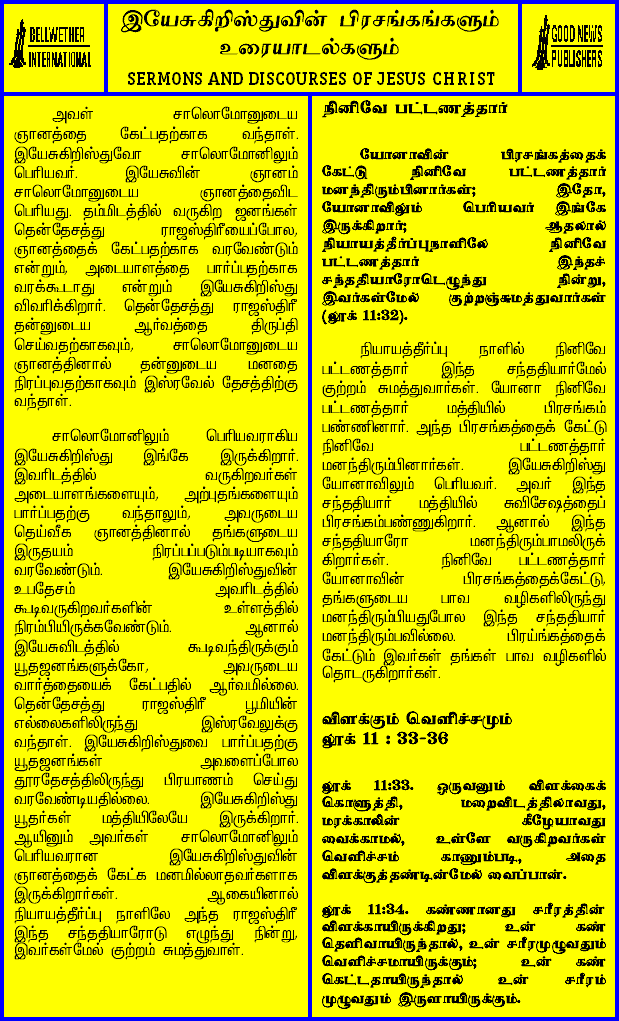 BELLWETHER
INTERNATIONAL
இயேசுகிறிஸ்துவின் பிரசங்கங்களும்
உரையாடல்களும்
SERMONS AND DISCOURSES OF JESUS CHRIST
GOOD NEWS
PUBLISHERS
அவள் சாலொமோனுடைய
ஞானத்தை கேட்பதற்காக வந்தாள்.
இயேசுகிறிஸ்துவோ சாலொமோனிலும்
பெரியவர். இயேசுவின் ஞானம்
சாலொமோனுடைய ஞானத்தைவிட
பெரியது. தம்மிடத்தில் வருகிற ஜனங்கள்
தென்தேசத்து ராஜஸ்திரீயைப்போல,
ஞானத்தைக் கேட்பதற்காக வரவேண்டும்
என்றும், அடையாளத்தை பார்ப்பதற்காக
வரக்கூடாது என்றும் இயேசுகிறிஸ்து
விவரிக்கிறார். தென்தேசத்து ராஜஸ்திரீ
தன்னுடைய ஆர்வத்தை திருப்தி
செய்வதற்காகவும், சாலொமோனுடைய
ஞானத்தினால் தன்னுடைய மனதை
நிரப்புவதற்காகவும் இஸ்ரவேல் தேசத்திற்கு
வந்தாள்.
சாலொமோனிலும் பெரியவராகிய
இயேசுகிறிஸ்து இங்கே இருக்கிறார்.
இவரிடத்தில் வருகிறவர்கள்
அடையாளங்களையும், அற்புதங்களையும்
பார்ப்பதற்கு வந்தாலும், அவருடைய
தெய்வீக ஞானத்தினால் தங்களுடைய
இருதயம் நிரப்பப்படும்படியாகவும்
வரவேண்டும். இயேசுகிறிஸ்துவின்
உபதேசம் அவரிடத்தில்
கூடிவருகிறவர்களின் உள்ளத்தில்
நிரம்பியிருக்கவேண்டும். ஆனால்
இயேசுவிடத்தில் கூடிவந்திருக்கும்
யூதஜனங்களுக்கோ, அவருடைய
வார்த்தையைக் கேட்பதில் ஆர்வமில்லை.
தென்தேசத்து ராஜஸ்திரீ பூமியின்
எல்லைகளிலிருந்து இஸ்ரவேலுக்கு
வந்தாள். இயேசுகிறிஸ்துவை பார்ப்பதற்கு
யூதஜனங்கள் அவளைப்போல
தூரதேசத்திலிருந்து பிரயாணம் செய்து
வரவேண்டியதில்லை. இயேசுகிறிஸ்து
யூதர்கள் மத்தியிலேயே இருக்கிறார்.
ஆயினும் அவர்கள் சாலொமோனிலும்
பெரியவரான இயேசுகிறிஸ்துவின்
ஞானத்தைக் கேட்க மனமில்லாதவர்களாக
இருக்கிறார்கள். ஆகையினால்
நியாயத்தீர்ப்பு நாளிலே அந்த ராஜஸ்திரீ
இந்த சந்ததியாரோடு எழுந்து நின்று,
இவர்கள்மேல் குற்றம் சுமத்துவாள்.
நினிவே பட்டணத்தார்
யோனாவின் பிரசங்கத்தைக்
கேட்டு நினிவே பட்டணத்தார்
மனந்திரும்பினார்கள்; இதோ,
யோனாவிலும் பெரியவர் இங்கே
இருக்கிறார்; ஆதலால்
நியாயத்தீர்ப்புநாளிலே நினிவே
பட்டணத்தார் இந்தச்
சந்ததியாரோடெழுந்து நின்று,
இவர்கள்மேல் குற்றஞ்சுமத்துவார்கள்
(லூக் 11:32).
நியாயத்தீர்ப்பு நாளில் நினிவே
பட்டணத்தார் இந்த சந்ததியார்மேல்
குற்றம் சுமத்துவார்கள். யோனா நினிவே
பட்டணத்தார் மத்தியில் பிரசங்கம்
பண்ணினார். அந்த பிரசங்கத்தைக் கேட்டு
நினிவே பட்டணத்தார்
மனந்திரும்பினார்கள். இயேசுகிறிஸ்து
யோனாவிலும் பெரியவர். அவர் இந்த
சந்ததியார் மத்தியில் சுவிசேஷத்தைப்
பிரசங்கம்பண்ணுகிறார். ஆனால் இந்த
சந்ததியாரோ மனந்திரும்பாமலிருக்
கிறார்கள். நினிவே பட்டணத்தார்
யோனாவின் பிரசங்கத்தைக்கேட்டு,
தங்களுடைய பாவ வழிகளிலிருந்து
மனந்திரும்பியதுபோல இந்த சந்ததியார்
மனந்திரும்பவில்லை. பிரய்ங்கத்தைக்
கேட்டும் இவர்கள் தங்கள் பாவ வழிகளில்
தொடருகிறார்கள்.
விளக்கும் வெளிச்சமும்
லூக் 11 : 33-36
லூக் 11:33. ஒருவனும் விளக்கைக்
கொளுத்தி, மறைவிடத்திலாவது,
மரக்காலின் கீழேயாவது
வைக்காமல், உள்ளே வருகிறவர்கள்
வெளிச்சம் காணும்படி, அதை
விளக்குத்தண்டின்மேல் வைப்பான்.
லூக் 11:34. கண்ணானது சரீரத்தின்
விளக்காயிருக்கிறது; உன் கண்
தெளிவாயிருந்தால், உன் சரீரமுழுவதும்
வெளிச்சமாயிருக்கும்; உன் கண்
கெட்டதாயிருந்தால் உன் சரீரம்
முழுவதும் இருளாயிருக்கும்.